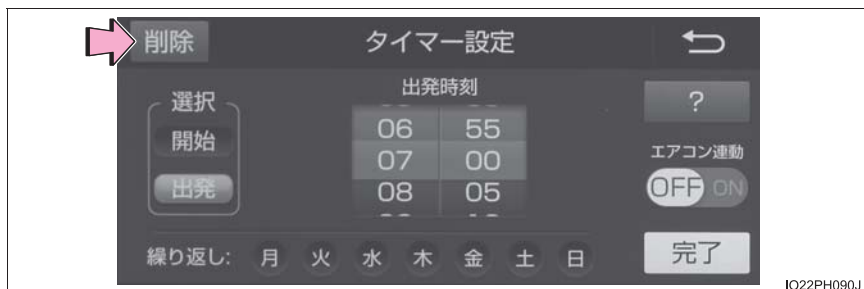 削除 タイマー設定
出発時刻
選択
開始
出発
06 55
07 00
08 05
?
エアコン連動
OFF ON
繰り返し: 月 火 水 木 金 土 日
完了
IO22PH090J